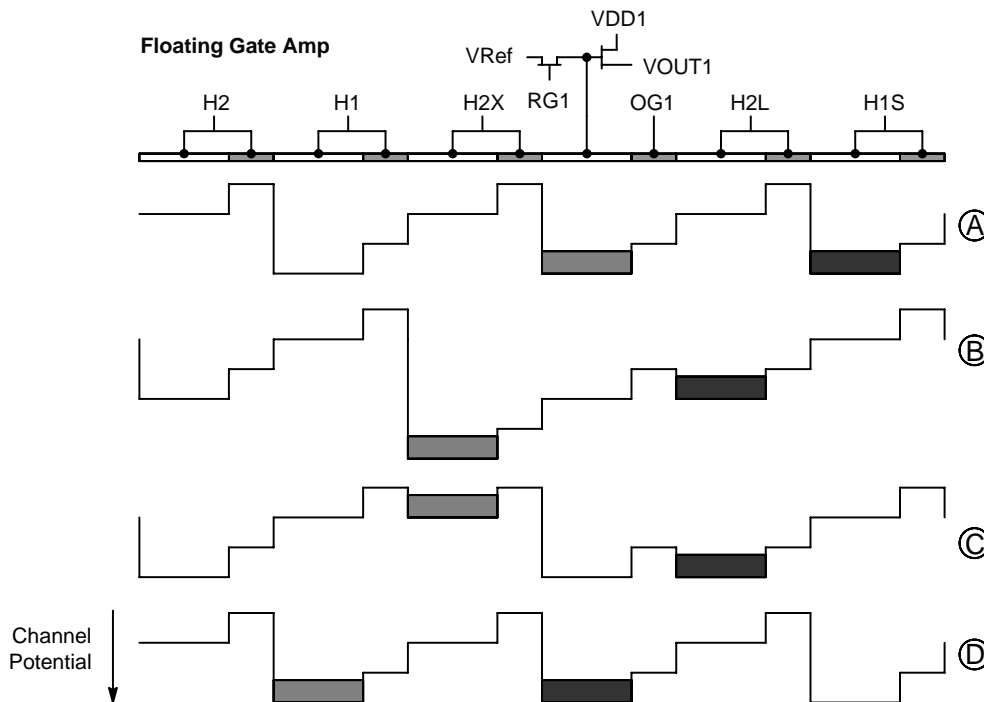 VDD1
Floating Gate Amp
VRef
VOUT1
RG1
H2 H1 H2X OG1 H2L H1S
A
B
C
Channel
Potential
D